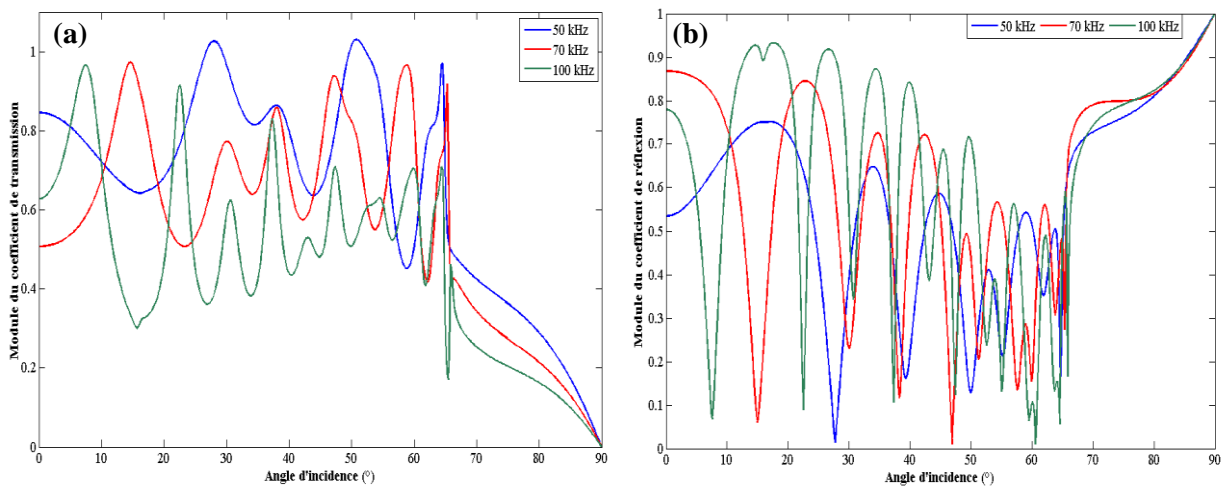 (a)
50 kHz
70 kHz
100 kHz
Module du coefficient de transmission
1
0.8
0.6
0.4
0.2
0
0 10 20 30 40 50 60 70 80 90
Angle d'incidence (°)
(b)
50 kHz 70 kHz 100 kHz
Module du coefficient de réflexion
1
0.9
0.8
0.7
0.6
0.5
0.4
0.3
0.2
0.1
0
0 10 20 30 40 50 60 70 80 90
Angle d'incidence (°)